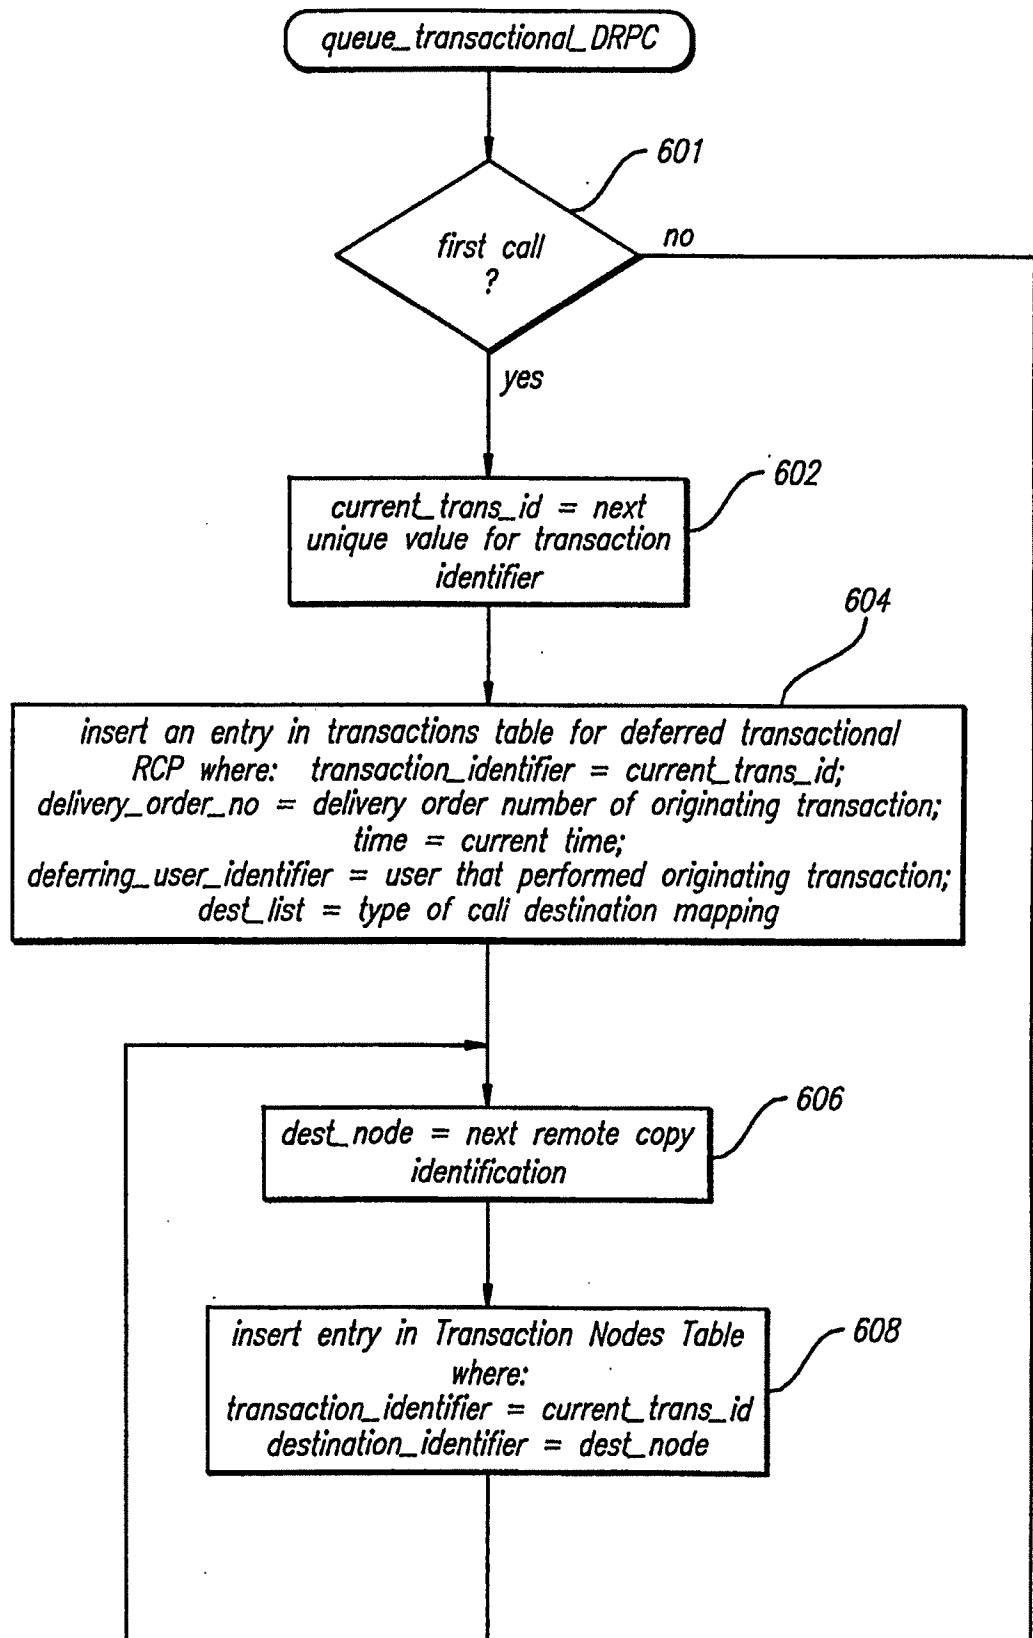 queue_transactional_DRPC
601
first call
?
no
yes
602
current_trans_id = next
unique value for transaction
identifier
604
insert an entry in transactions table for deferred transactional
RCP where: transaction_identifier = current_trans_id;
delivery_order_no = delivery order number of originating transaction;
time = current time;
deferring_user_identifier = user that performed originating transaction;
dest_list = type of call destination mapping
606
dest_node = next remote copy
identification
608
insert entry in Transaction Nodes Table
where:
transaction_identifier = current_trans_id
destination_identifier = dest_node